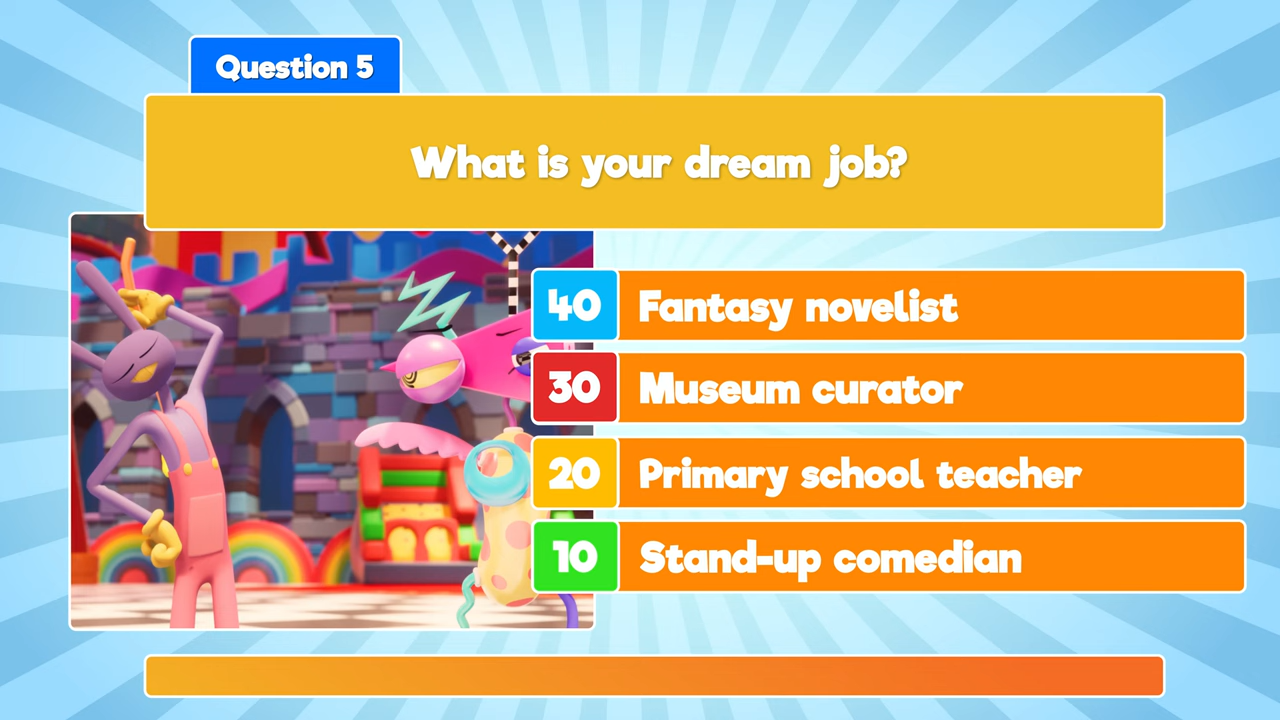 Question 5
What is your dream job?
40 Fantasy novelist
30 Museum curator
20 Primary school teacher
10 Stand-up comedian